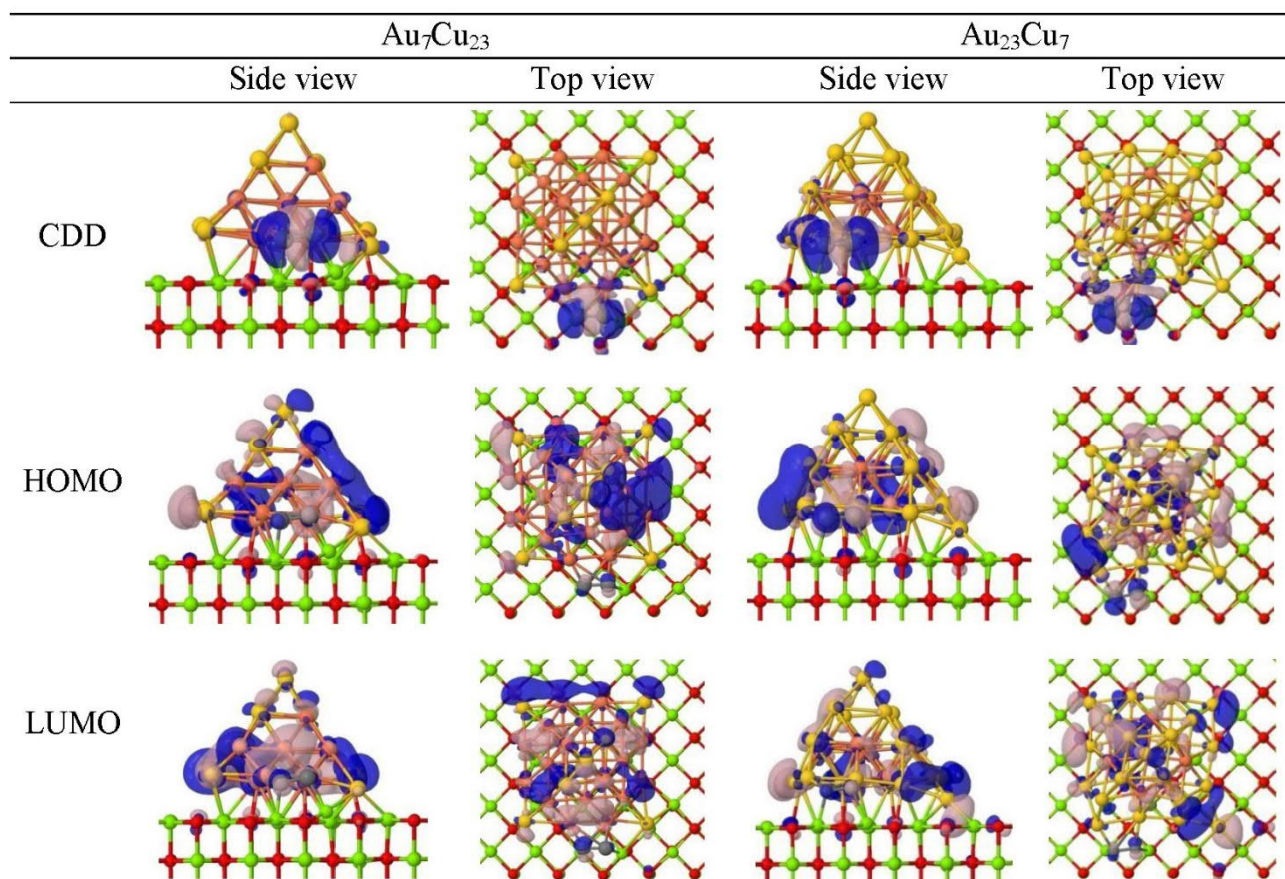 Au₇Cu₂₃ Au₂₃Cu₇
Side view Top view Side view Top view
CDD
HOMO
LUMO